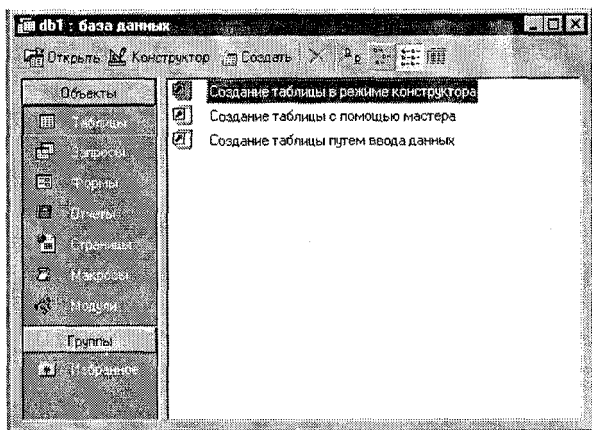 db1 : база данных
Открыть Конструктор Создать
Объекты
Таблицы
Запросы
Формы
Отчеты
Страницы
Макросы
Модули
Группы
Избранное
Создание таблицы в режиме конструктора
Создание таблицы с помощью мастера
Создание таблицы путем ввода данных